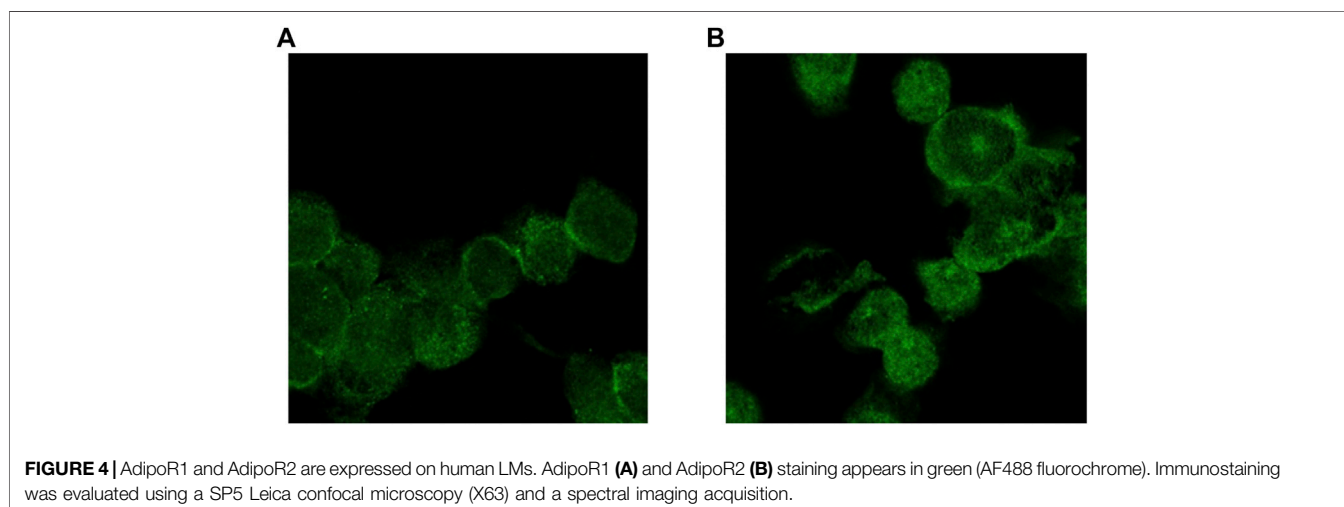 A
B
FIGURE 4 | AdipoR1 and AdipoR2 are expressed on human LMs. AdipoR1 (A) and AdipoR2 (B) staining appears in green (AF488 fluorochrome). Immunostaining
was evaluated using a SP5 Leica confocal microscopy (X63) and a spectral imaging acquisition.